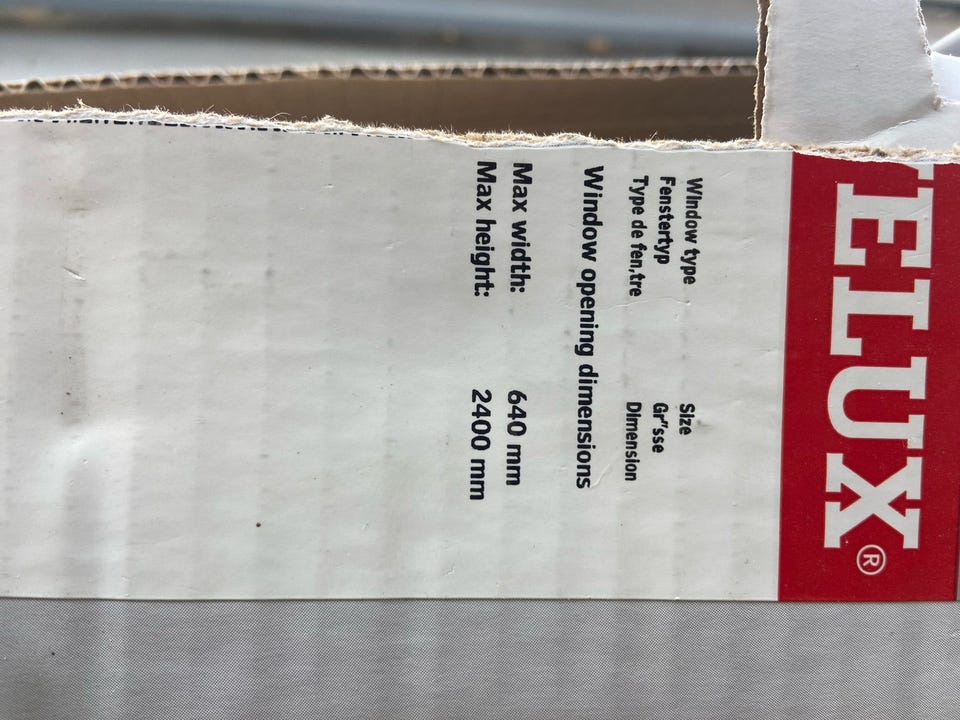 ELUX®
Window type Size
Fenstertyp Gr"sse
Type de fen,tre Dimension
Window opening dimensions
Max width: 640 mm
Max height: 2400 mm